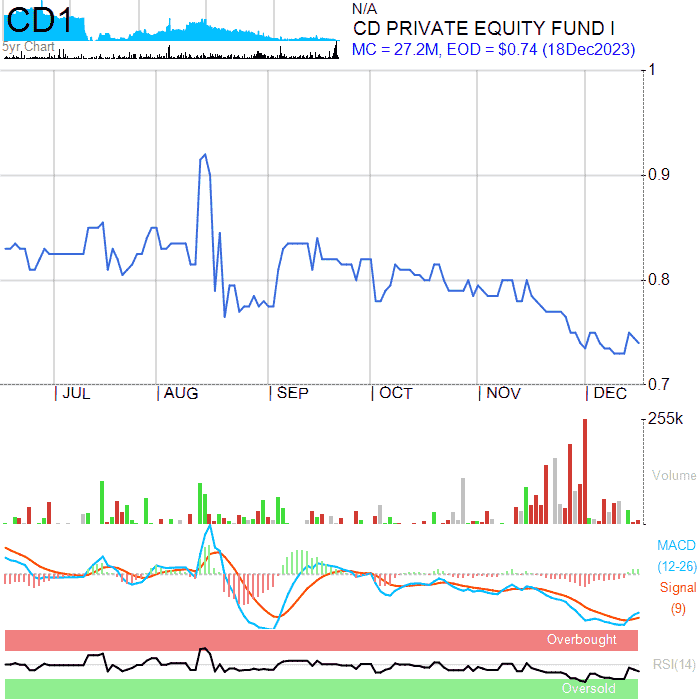 CD1
5yr Chart
N/A
CD PRIVATE EQUITY FUND I
MC = 27.2M, EOD = $0.74 (18Dec2023)
1
0.9
0.8
0.7
JUL AUG SEP OCT NOV DEC
255k
Volume
MACD
(12-26)
Signal
(9)
Overbought
RSI(14)
Oversold